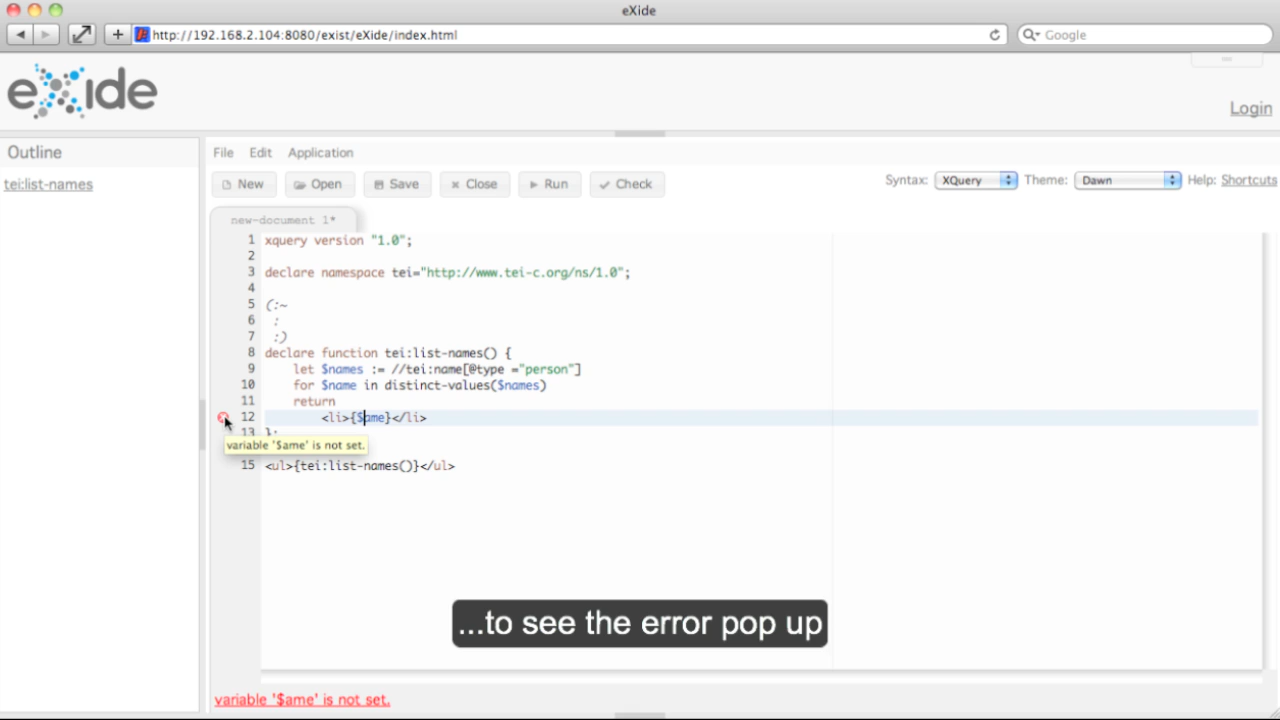 eXide
http://192.168.2.104:8080/exist/eXide/index.html
Google
eXide
Login
Outline
tei:list-names
File Edit Application
New Open Save Close Run Check
Syntax: XQuery Theme: Dawn Help: Shortcuts
new-document 1*
1 xquery version "1.0";
2
3 declare namespace tei="http://www.tei-c.org/ns/1.0";
4
5 (:~
6 :
7 :)
8 declare function tei:list-names() {
9 let $names := //tei:name[@type ="person"]
10 for $name in distinct-values($names)
11 return
12 <li>{$ame}</li>
13 };
variable '$ame' is not set.
15 <ul>{tei:list-names()}</ul>
...to see the error pop up
variable '$ame' is not set.